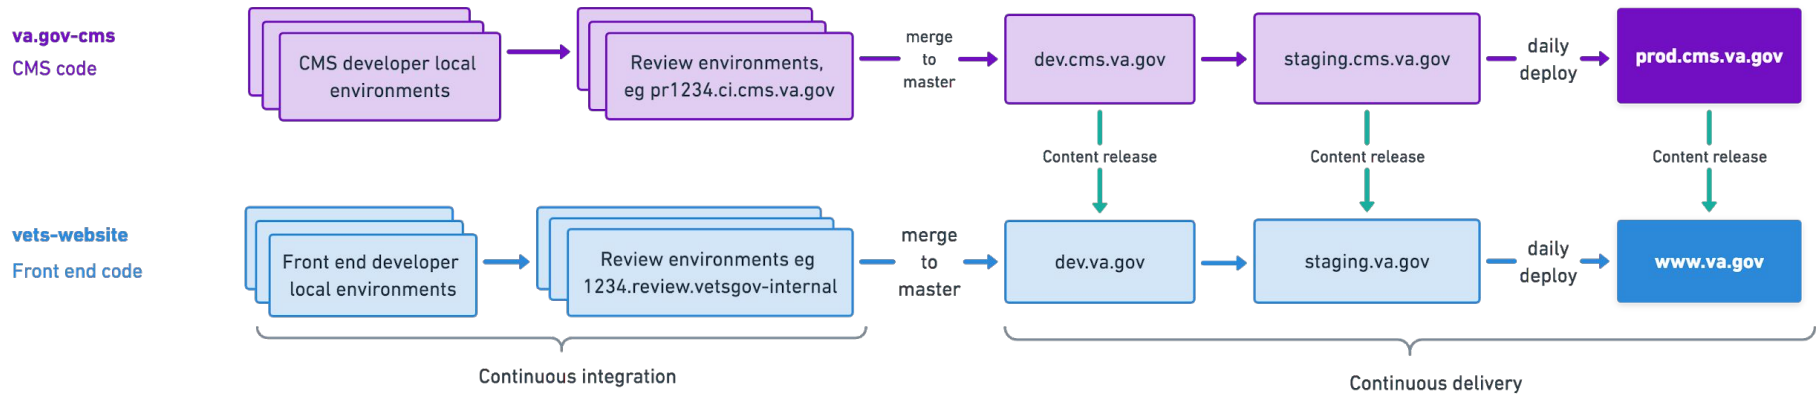 va.gov-cms
CMS code
CMS developer local
environments
Review environments,
eg pr1234.ci.cms.va.gov
merge
to
master
dev.cms.va.gov
staging.cms.va.gov
daily
deploy
prod.cms.va.gov
Content release
Content release
Content release
vets-website
Front end code
Front end developer
local environments
Review environments eg
1234.review.vetsgov-internal
merge
to
master
dev.va.gov
staging.va.gov
daily
deploy
www.va.gov
Continuous integration
Continuous delivery